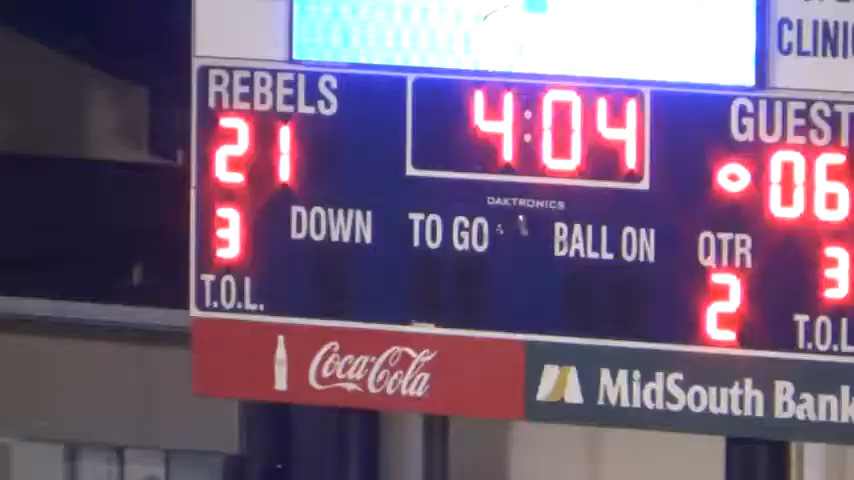 CLINIC
REBELS 4:04 GUEST
21 06
DAKTRONICS
DOWN TO GO BALL ON QTR
3 2 3
T.O.L. T.O.L
Coca-Cola MidSouth Bank